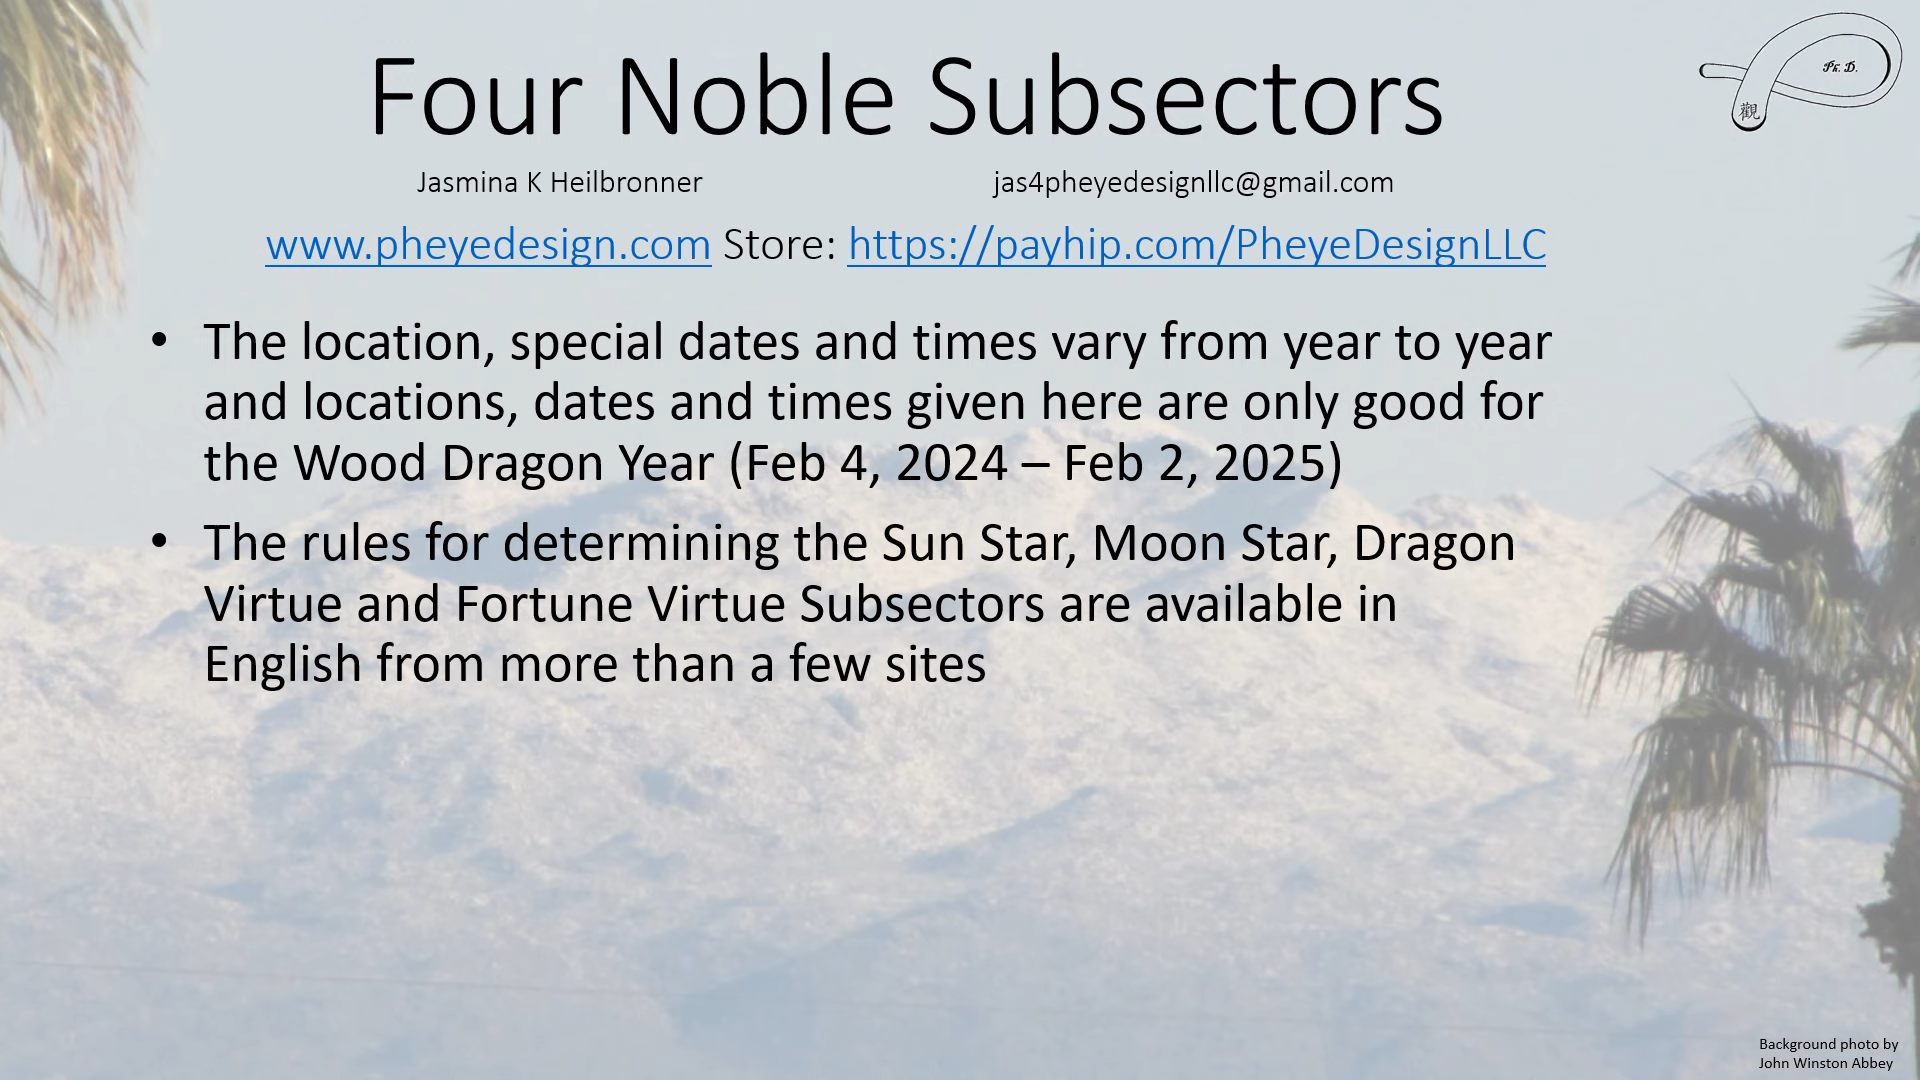 Four Noble Subsectors
Ph. D.
觀
Jasmina K Heilbronner jas4pheyedesignllc@gmail.com
www.pheyedesign.com Store: https://payhip.com/PheyeDesignLLC
• The location, special dates and times vary from year to year
and locations, dates and times given here are only good for
the Wood Dragon Year (Feb 4, 2024 – Feb 2, 2025)
• The rules for determining the Sun Star, Moon Star, Dragon
Virtue and Fortune Virtue Subsectors are available in
English from more than a few sites
Background photo by
John Winston Abbey